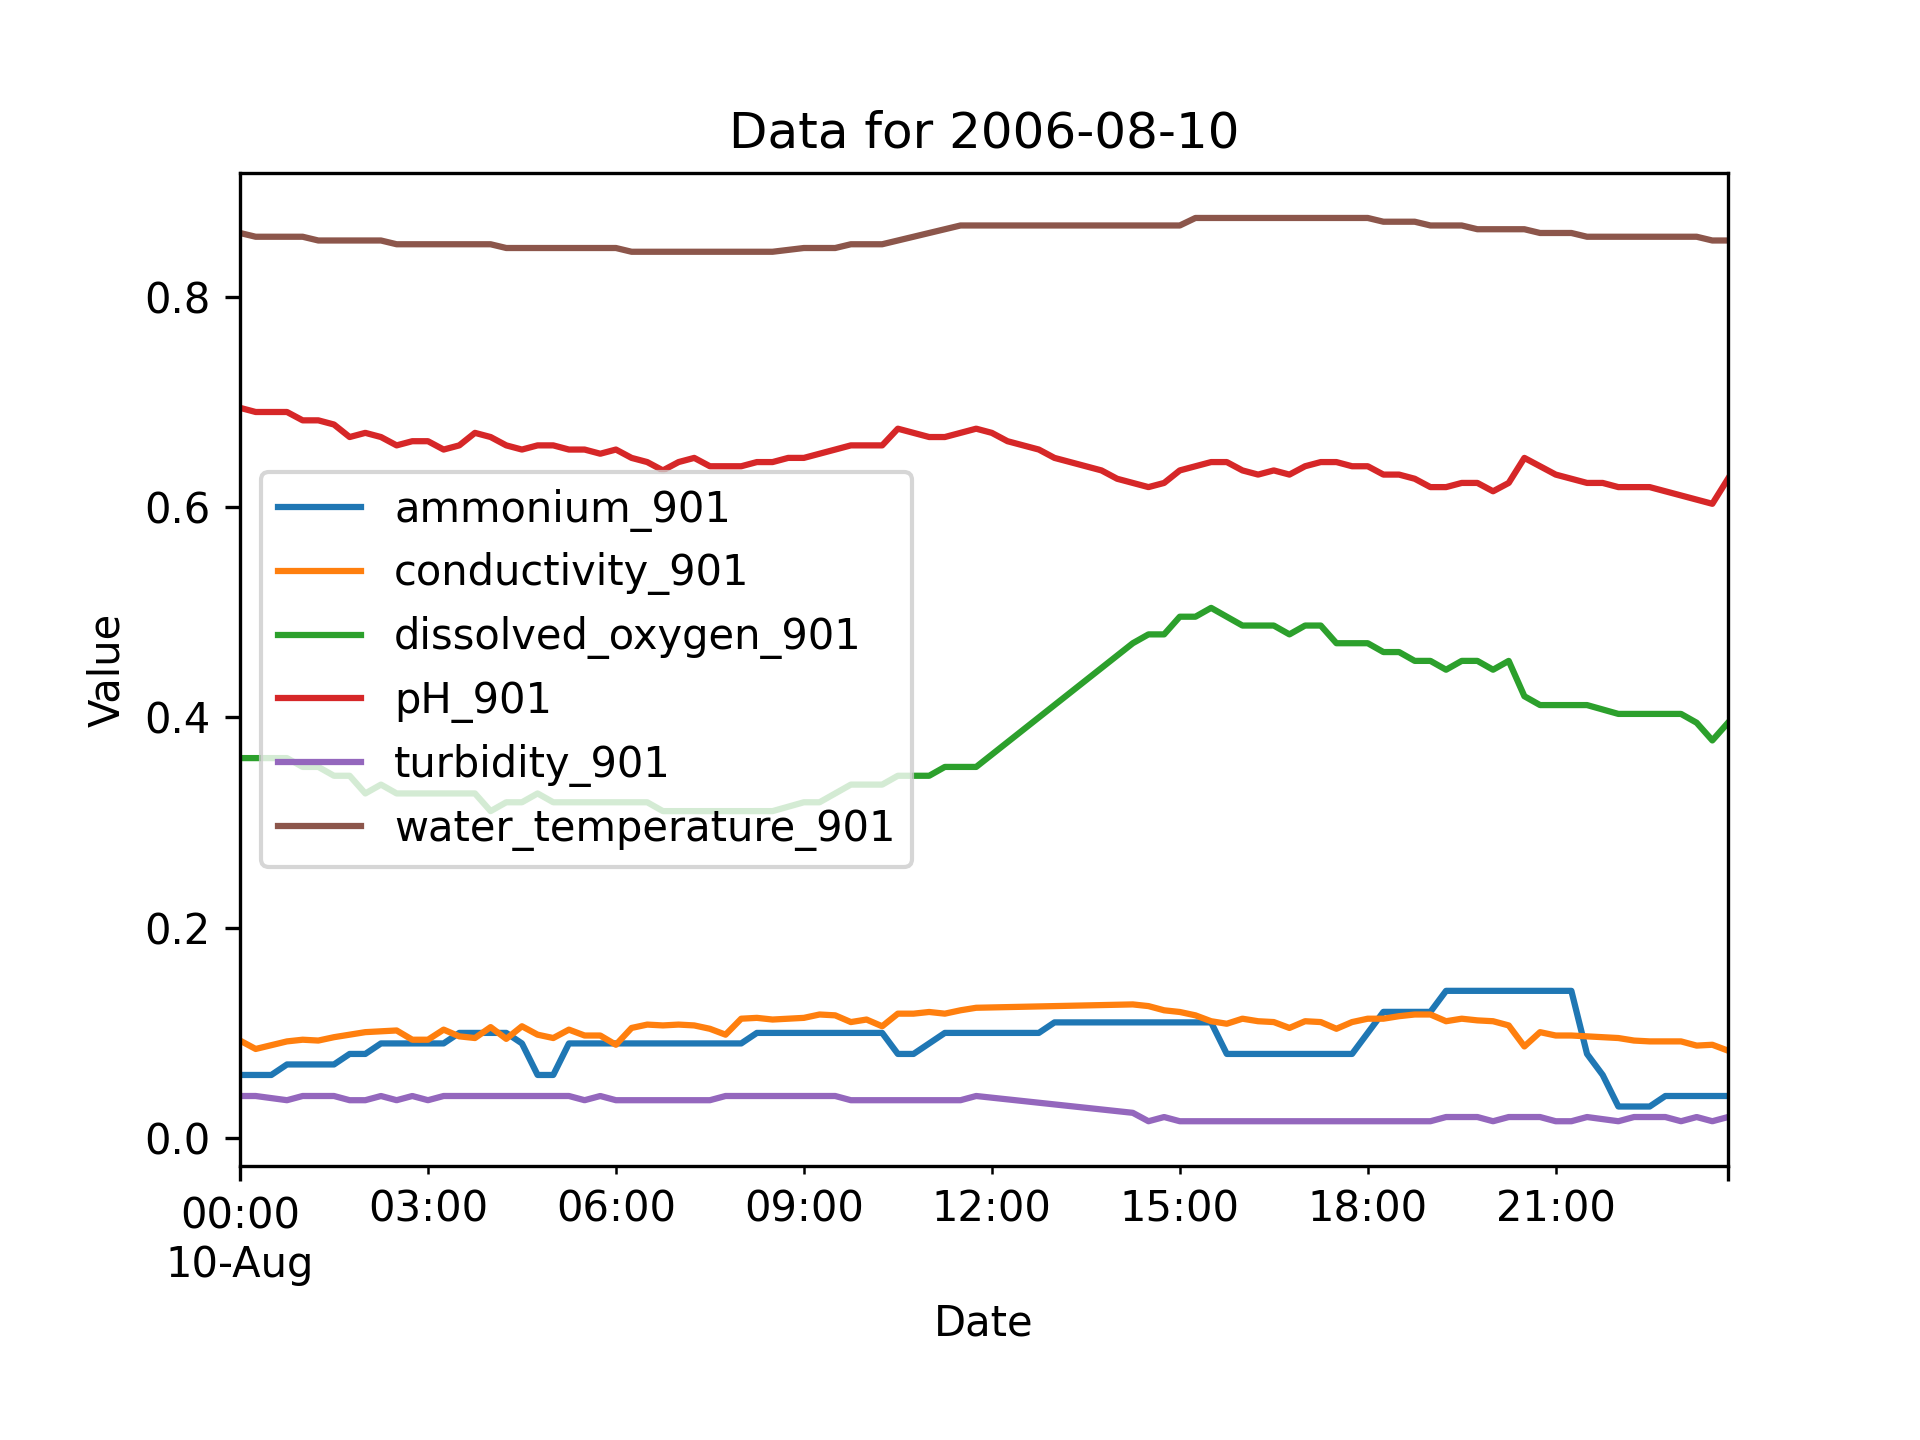 Data for 2006-08-10
Value
0.8
0.6
0.4
0.2
0.0
ammonium_901
conductivity_901
dissolved_oxygen_901
pH_901
turbidity_901
water_temperature_901
00:00 03:00 06:00 09:00 12:00 15:00 18:00 21:00
10-Aug
Date